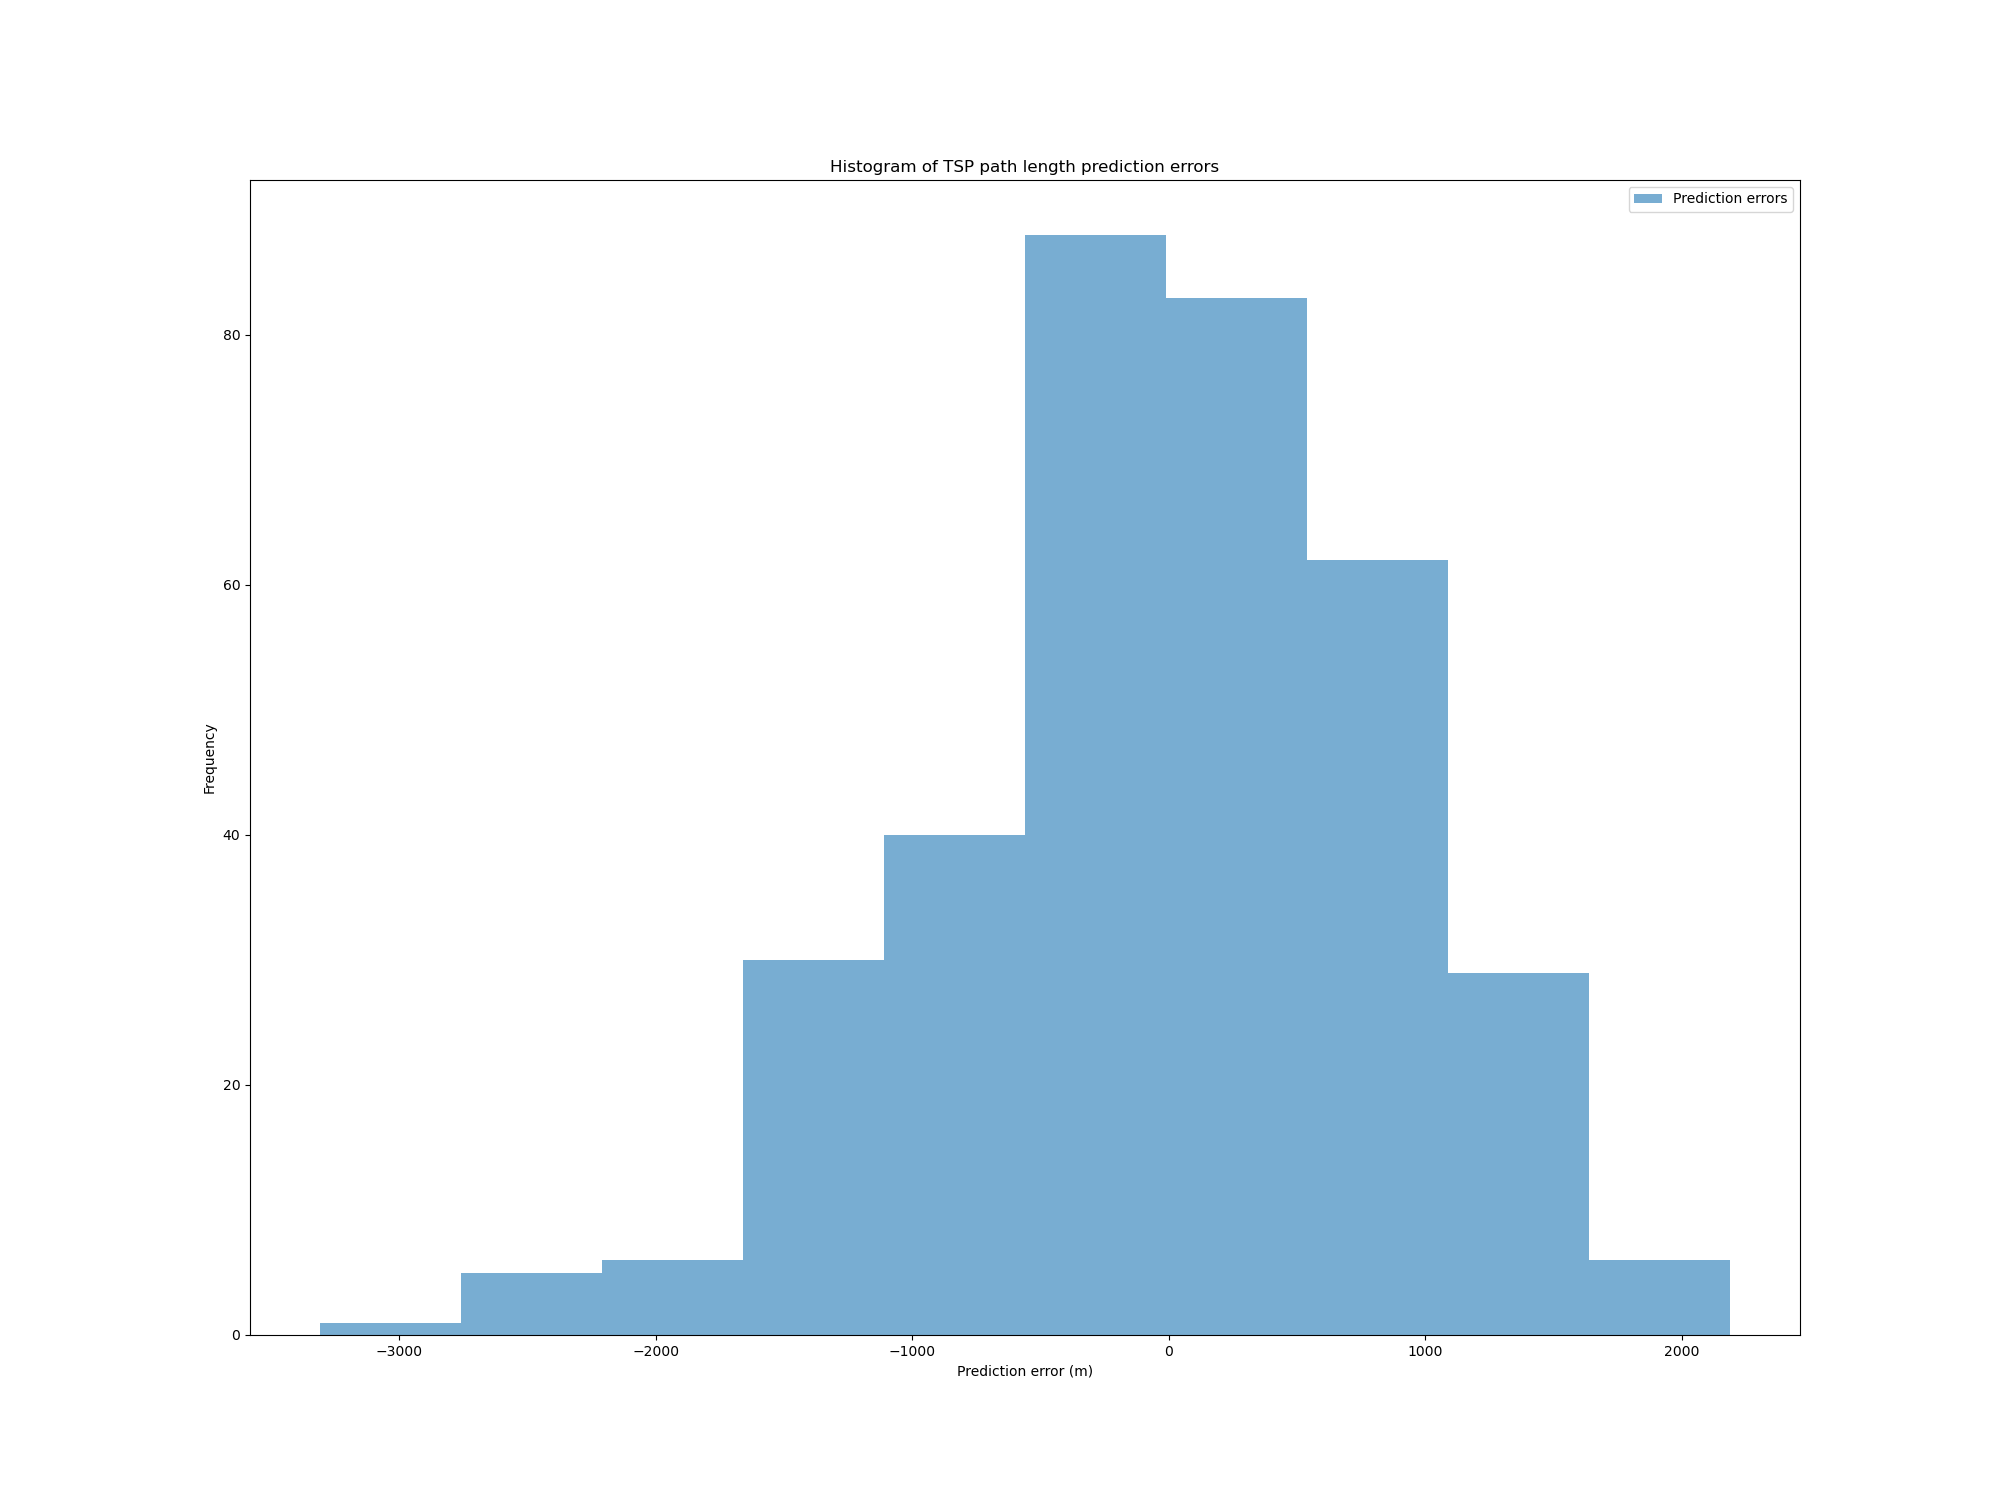 Histogram of TSP path length prediction errors
Prediction errors
80
60
40
20
0
Frequency
−3000 −2000 −1000 0 1000 2000
Prediction error (m)